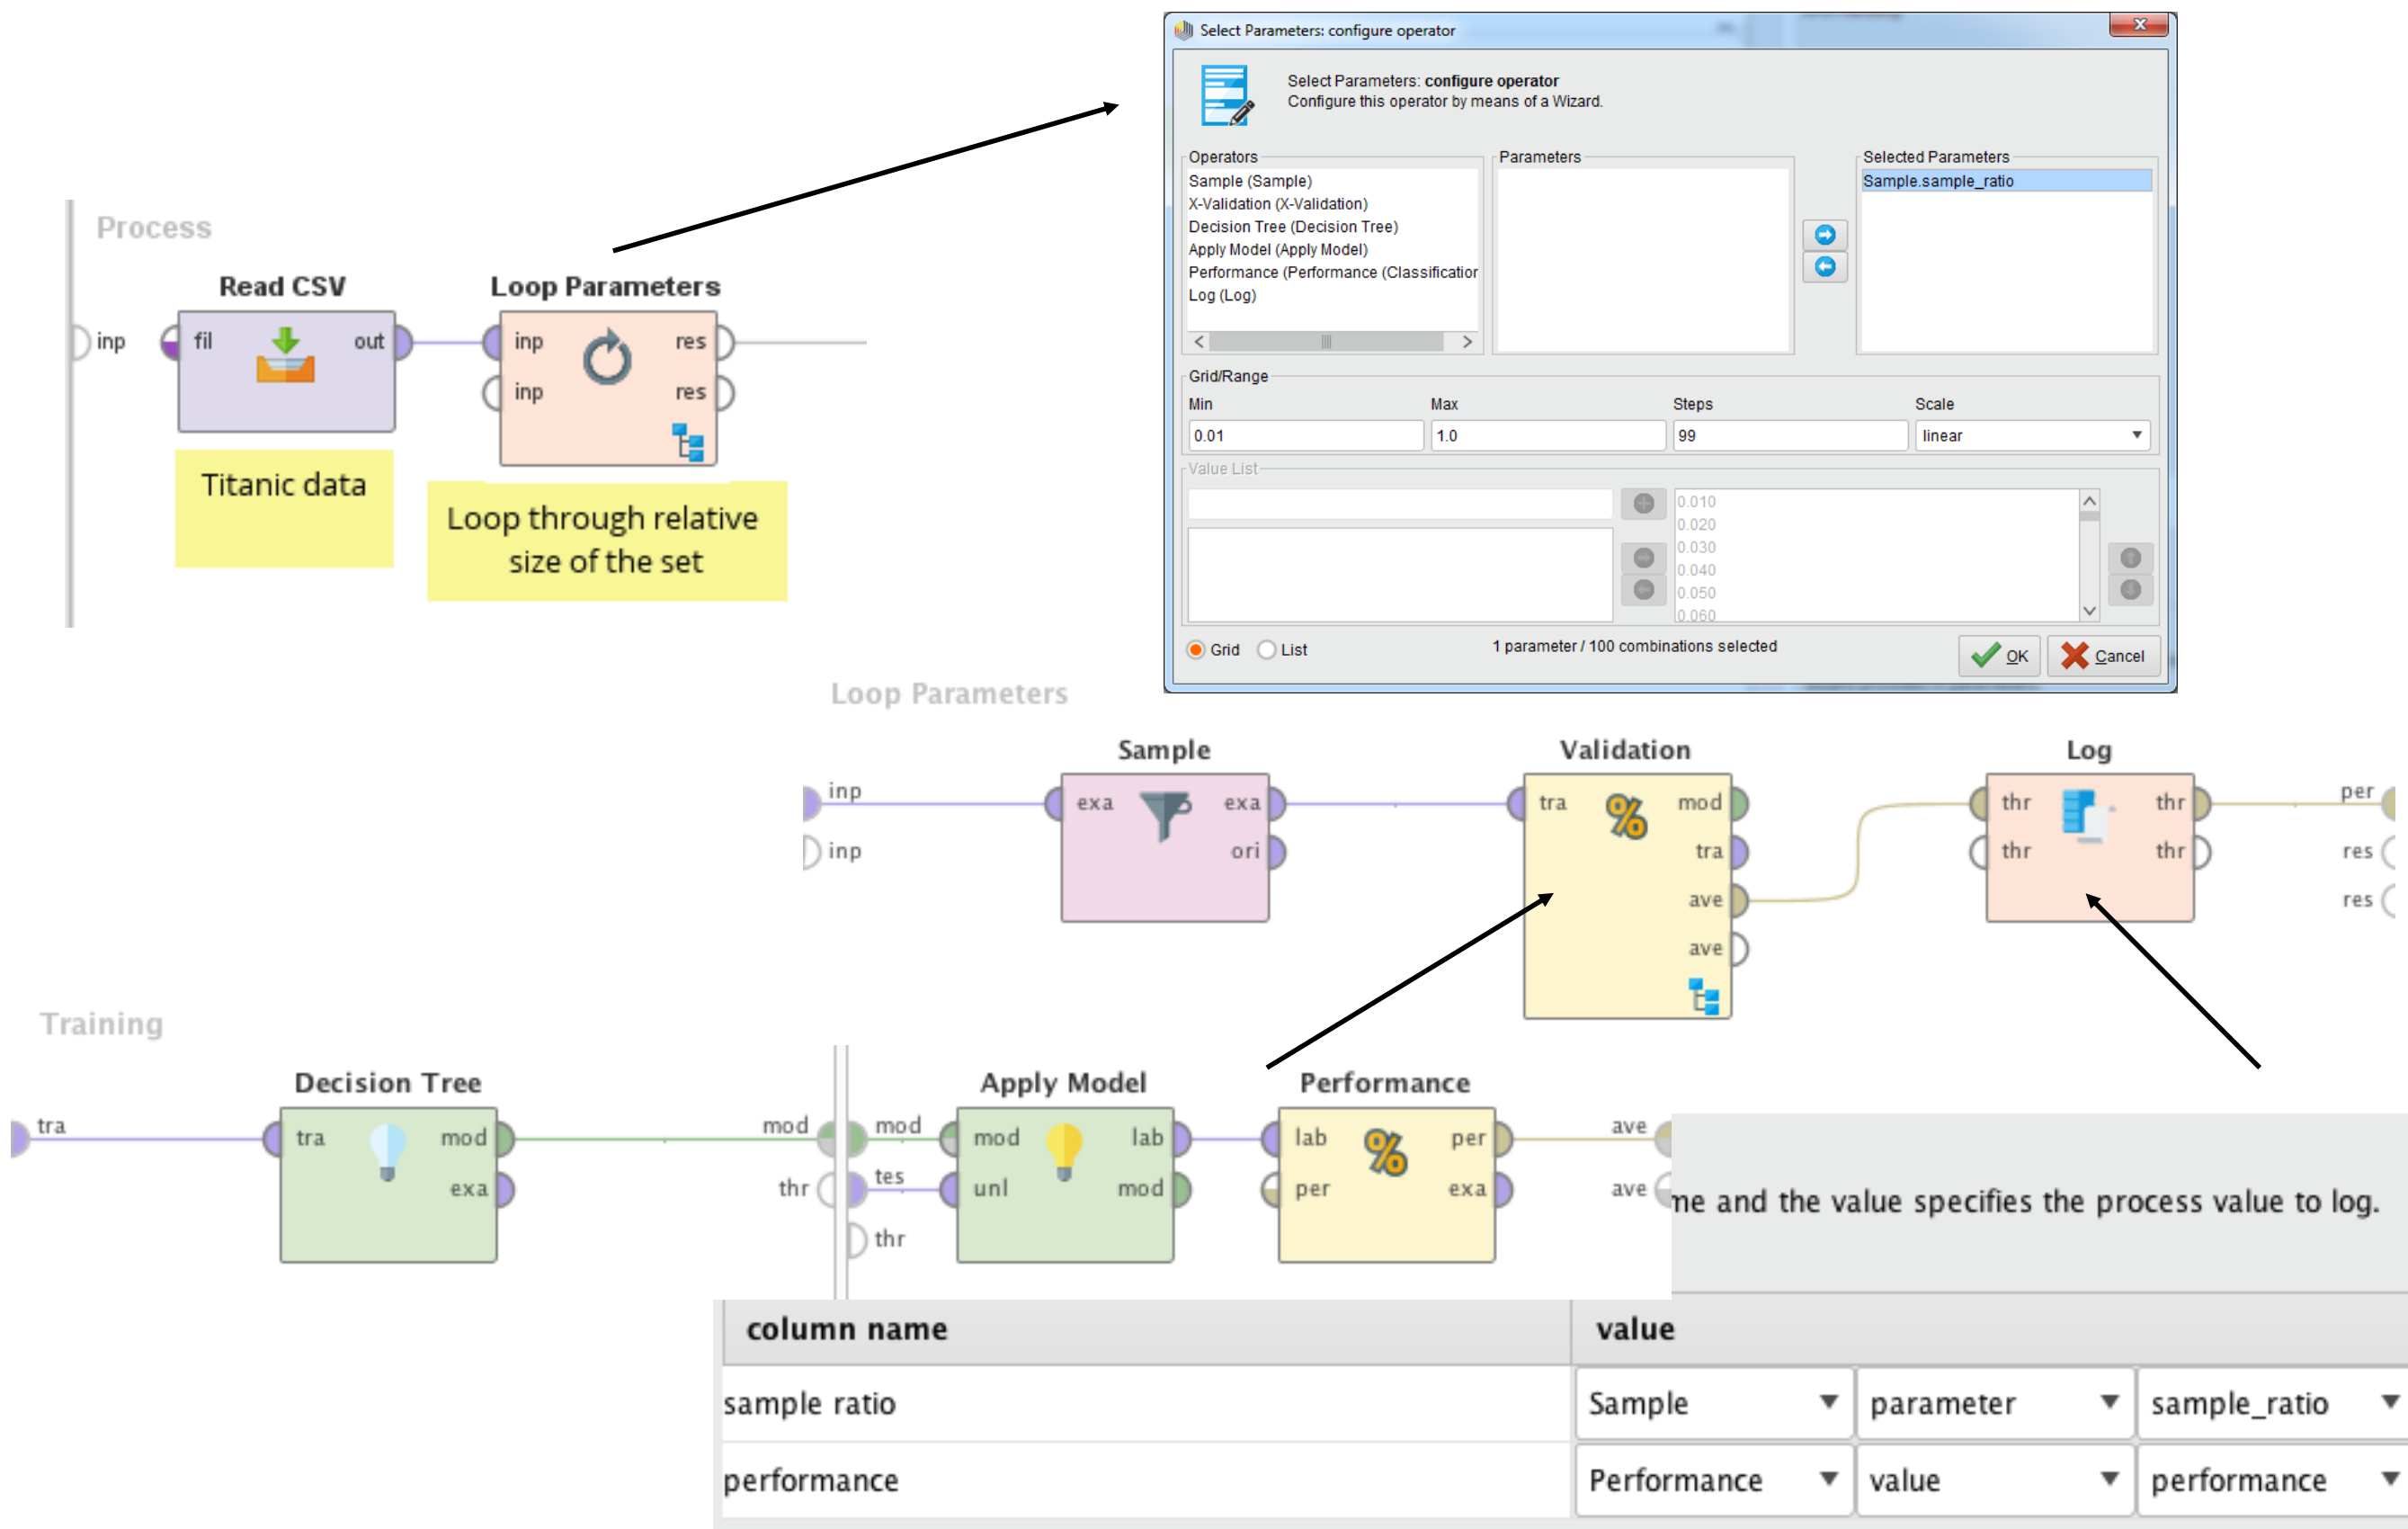 Select Parameters: configure operator
Select Parameters: configure operator
Configure this operator by means of a Wizard.
Operators
Sample (Sample)
X-Validation (X-Validation)
Decision Tree (Decision Tree)
Apply Model (Apply Model)
Performance (Performance (Classification
Log (Log)
Parameters
Selected Parameters
Sample.sample_ratio
Grid/Range
Min
Max
Steps
Scale
0.01
1.0
99
linear
Value List
0.010
0.020
0.030
0.040
0.050
0.060
Grid
List
1 parameter / 100 combinations selected
OK
Cancel
Process
Read CSV
Loop Parameters
inp
fil
out
inp
res
inp
res
Titanic data
Loop through relative
size of the set
Loop Parameters
Sample
Validation
Log
inp
exa
exa
tra
mod
thr
thr
per
inp
ori
tra
thr
thr
res
ave
res
ave
Training
Decision Tree
Apply Model
Performance
tra
tra
mod
mod
mod
mod
lab
lab
per
ave
exa
thr
tes
unl
mod
per
exa
ave
thr
me and the value specifies the process value to log.
column name
value
sample ratio
Sample
parameter
sample_ratio
performance
Performance
value
performance